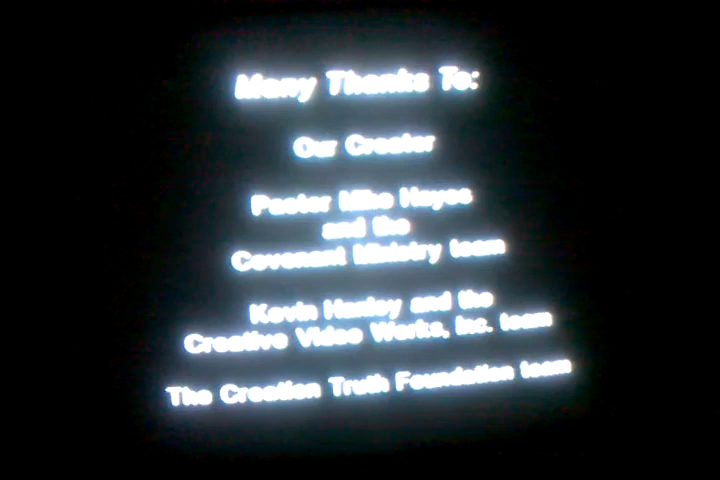 Many Thanks To:
Our Creator
Pastor Mike Hayes
and the
Covenant Ministry team
Kevin and the
Creative Video Works, Inc. team
The Creation Truth Foundation team